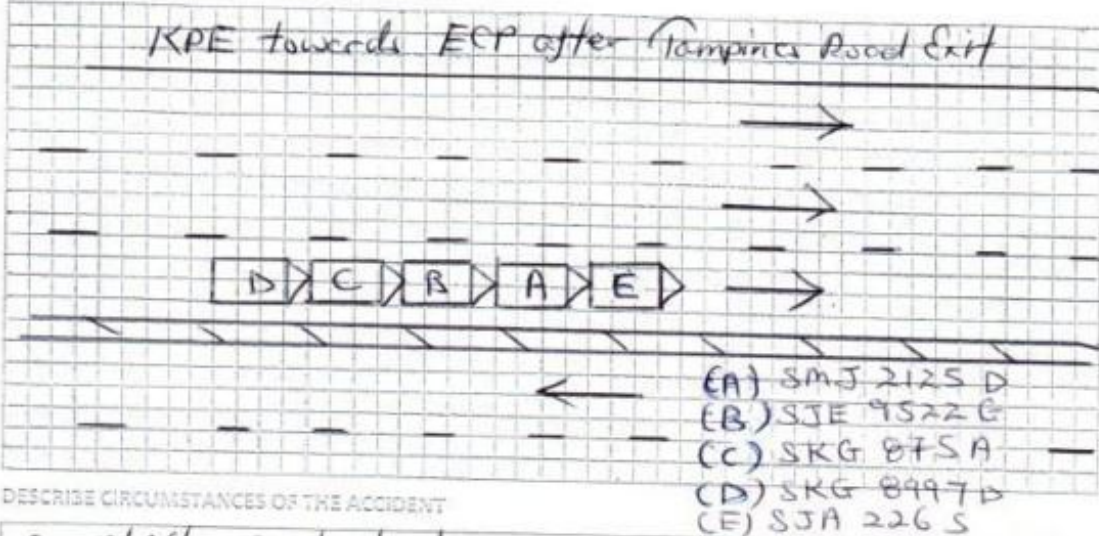 KPE towards ECP after Tampines Road Exit
D C B A E
(A) SMJ 2125 D
(B) SJE 9522 E
(C) SKG 875 A
(D) SKG 8997 D
(E) SJA 226 S
DESCRIBE CIRCUMSTANCES OF THE ACCIDENT